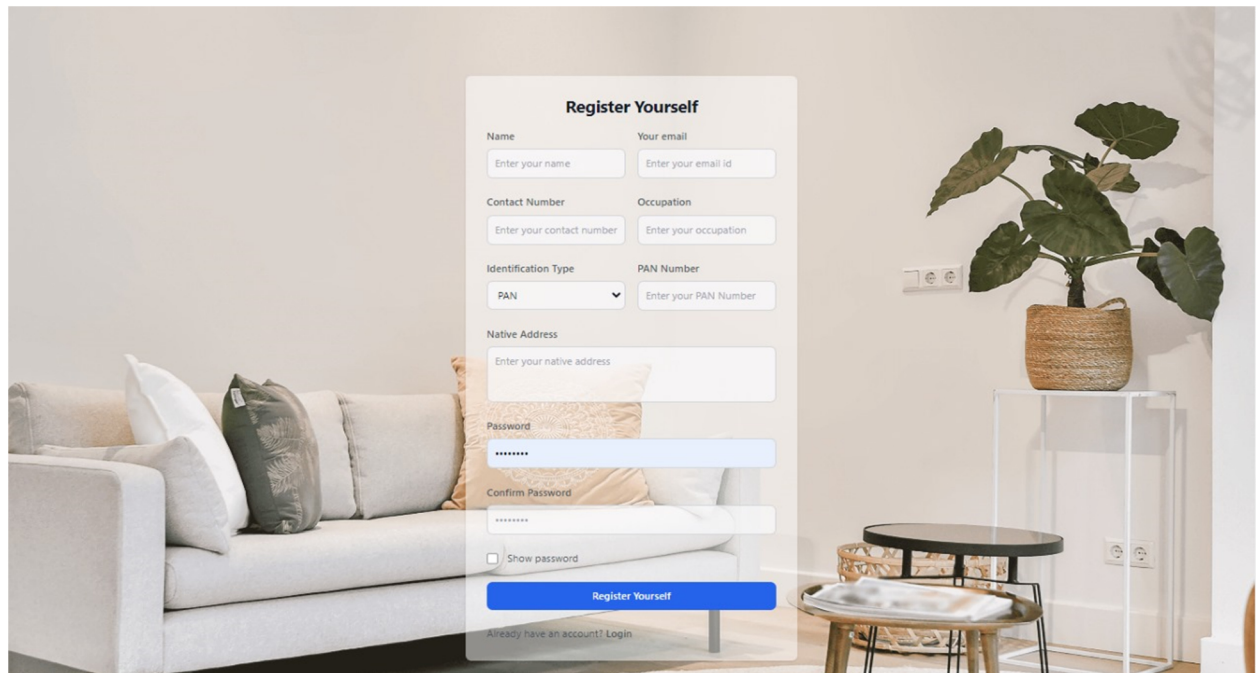 Register Yourself
Name
Your email
Enter your name
Enter your email id
Contact Number
Occupation
Enter your contact number
Enter your occupation
Identification Type
PAN Number
PAN
Enter your PAN Number
Native Address
Enter your native address
Password
••••••••
Confirm Password
••••••••
Show password
Register Yourself
Already have an account? Login